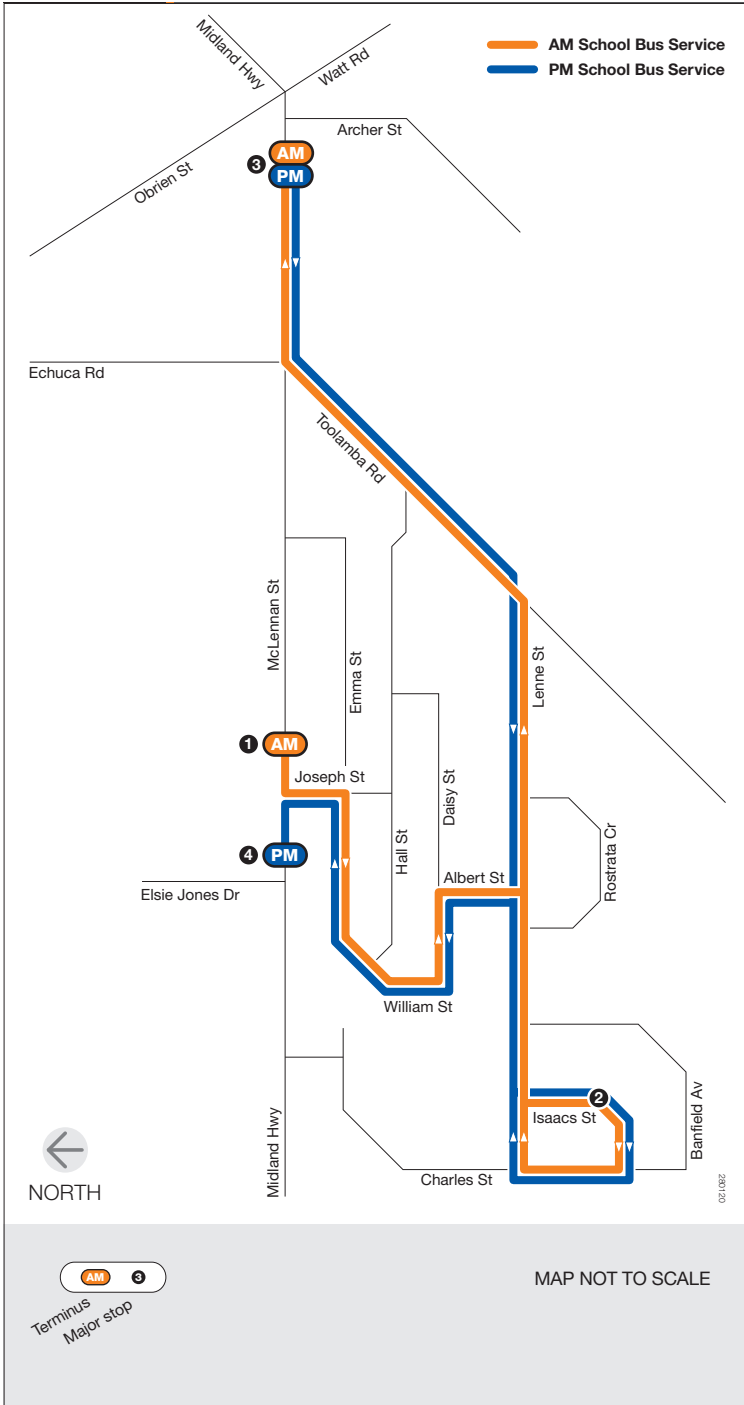 Midland Hwy
Watt Rd
AM School Bus Service
PM School Bus Service
Archer St
AM
3
PM
Obrien St
Echuca Rd
Toolamba Rd
McLennan St
Emma St
Lenne St
1
AM
Joseph St
Daisy St
Hall St
4
PM
Albert St
Rostrata Cr
Elsie Jones Dr
William St
2
Isaacs St
Banfield Av
Midland Hwy
Charles St
NORTH
280120
AM
3
MAP NOT TO SCALE
Terminus
Major stop